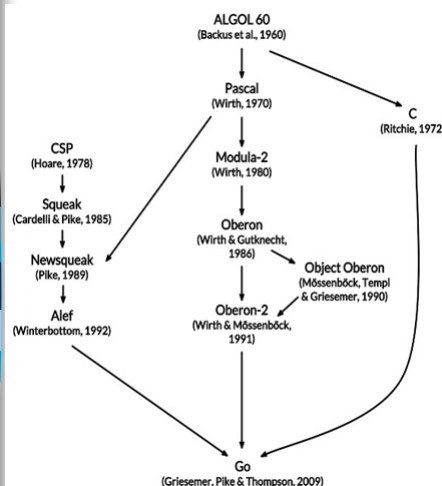 ALGOL 60
(Backus et al., 1960)
Pascal
(Wirth, 1970)
C
(Ritchie, 1972
CSP
(Hoare, 1978)
Modula-2
(Wirth, 1980)
Squeak
(Cardelli & Pike, 1985)
Oberon
(Wirth & Gutknecht,
1986)
Newsqueak
(Pike, 1989)
Object Oberon
(Mössenböck, Templ
& Griesemer, 1990)
Alef
(Winterbottom, 1992)
Oberon-2
(Wirth & Mössenböck,
1991)
Go
(Griesemer, Pike & Thompson, 2009)